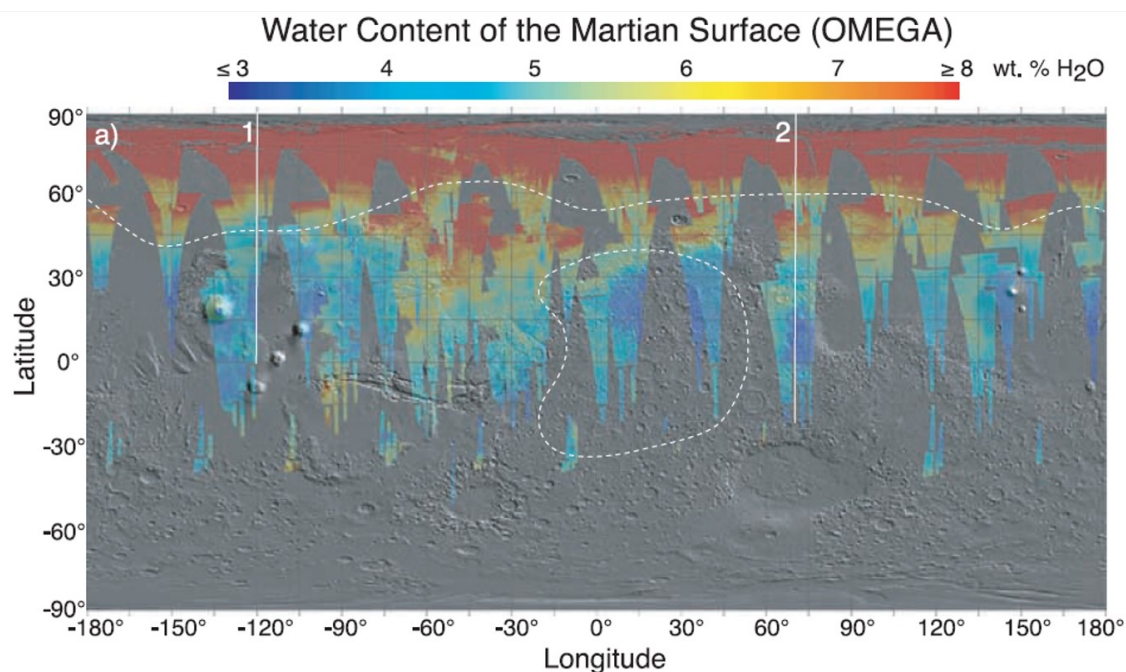 Water Content of the Martian Surface (OMEGA)
≤ 3 4 5 6 7 ≥ 8 wt. % H₂O
a) 1 2
90°
60°
30°
0°
-30°
-60°
-90°
Latitude
-180° -150° -120° -90° -60° -30° 0° 30° 60° 90° 120° 150° 180°
Longitude